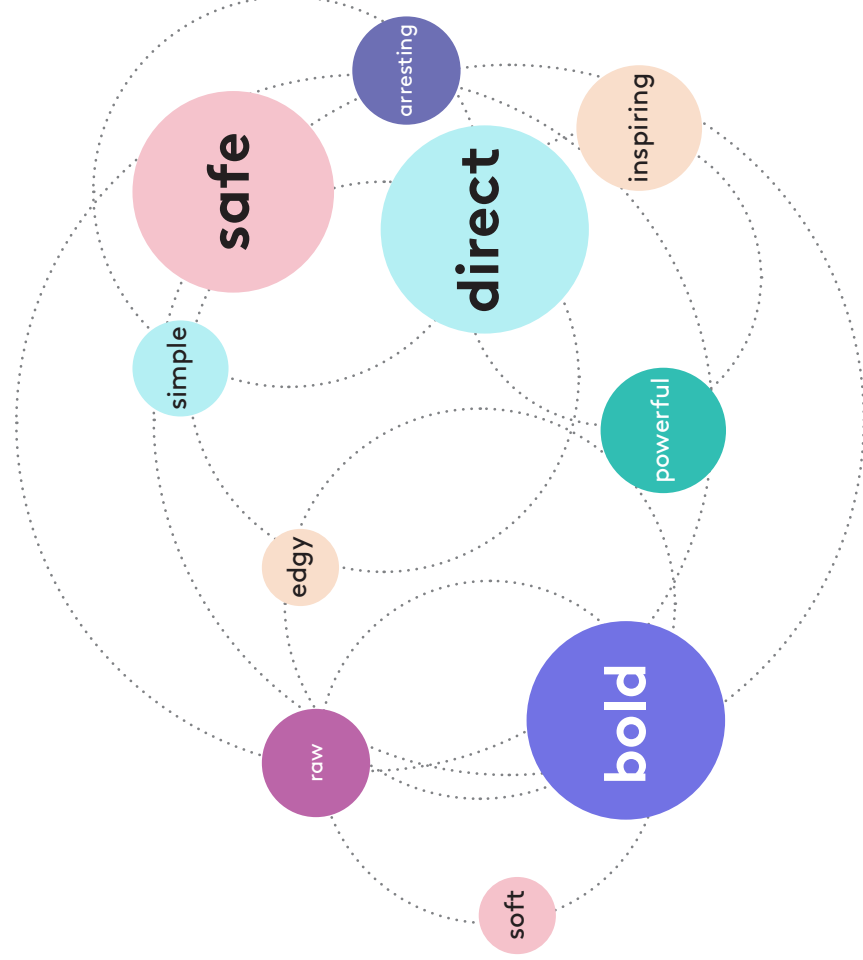 simple
safe
edgy
raw
arresting
direct
soft
bold
inspiring
powerful